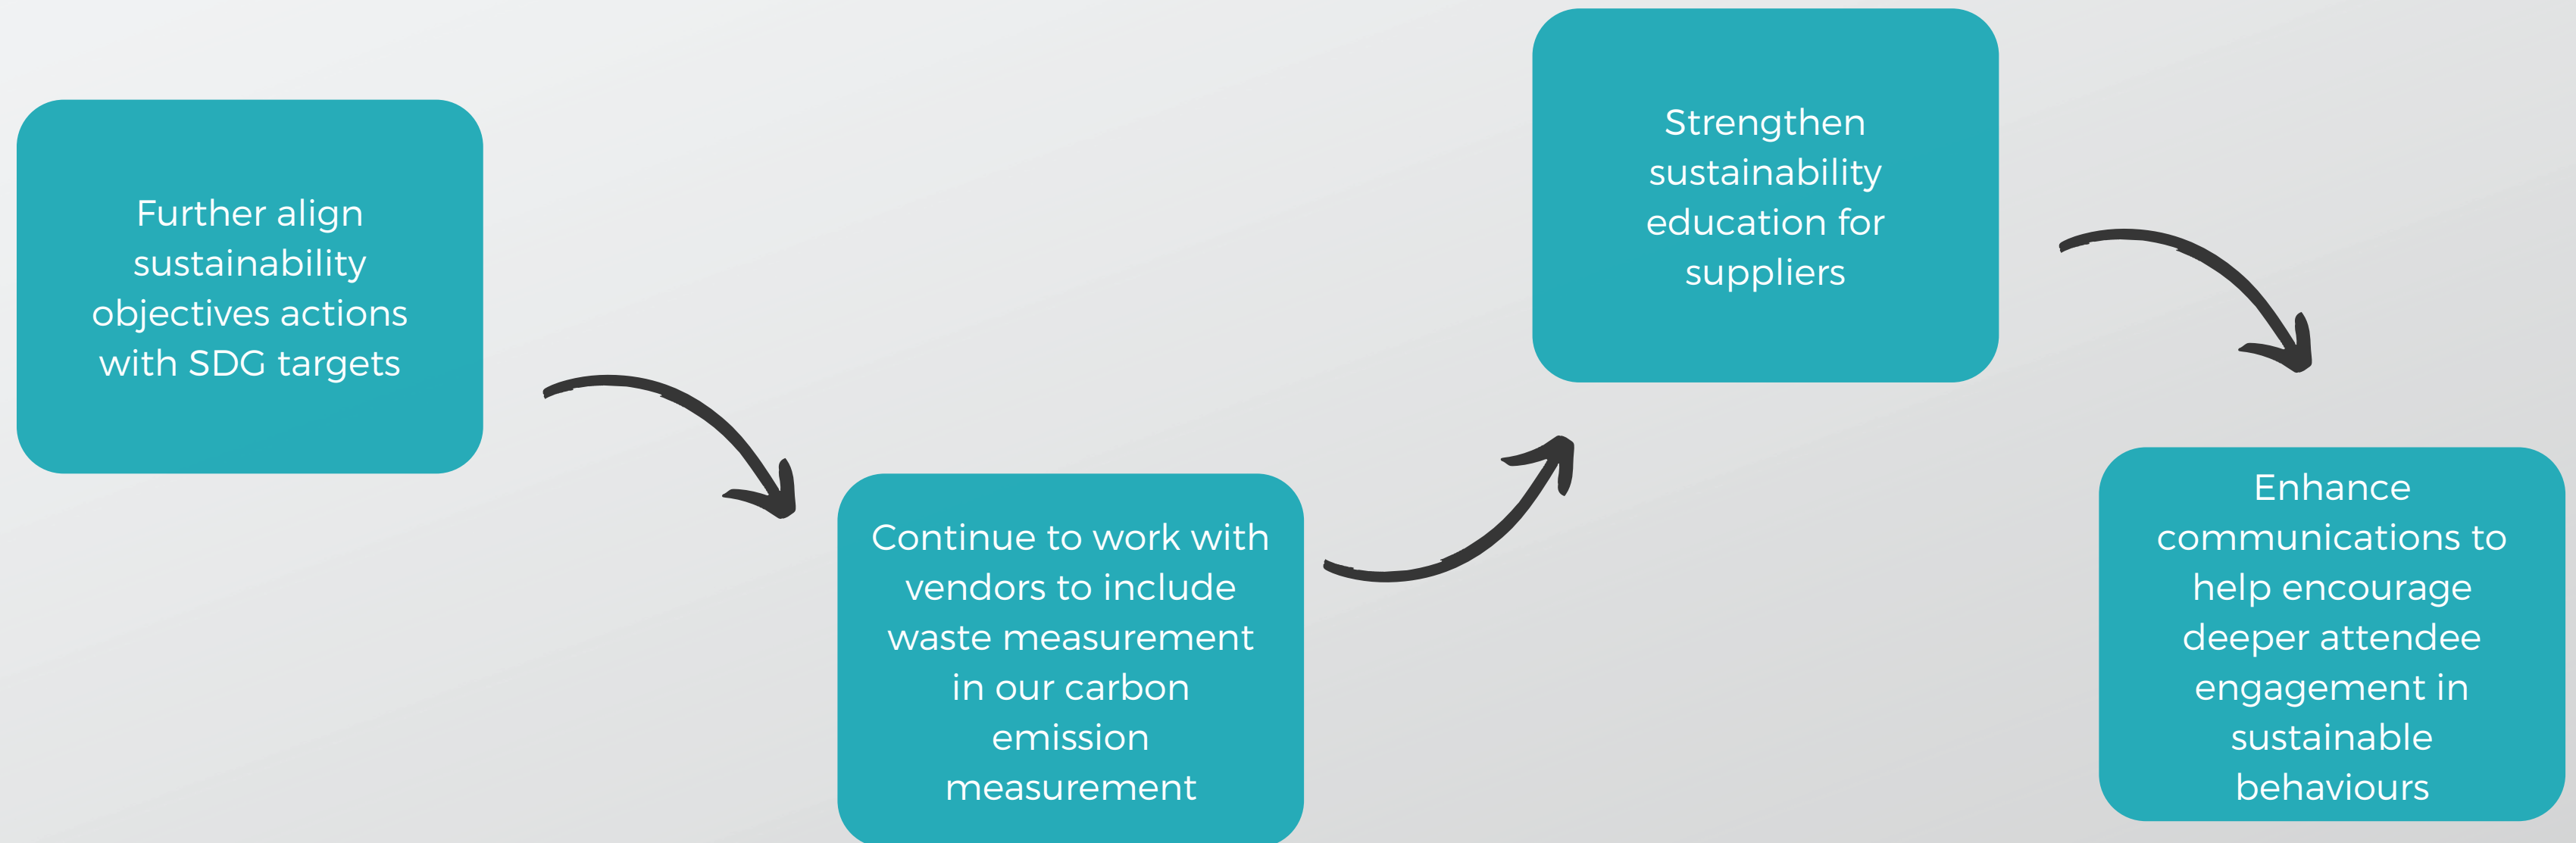 Further align
sustainability
objectives actions
with SDG targets
Continue to work with
vendors to include
waste measurement
in our carbon
emission
measurement
Strengthen
sustainability
education for
suppliers
Enhance
communications to
help encourage
deeper attendee
engagement in
sustainable
behaviours